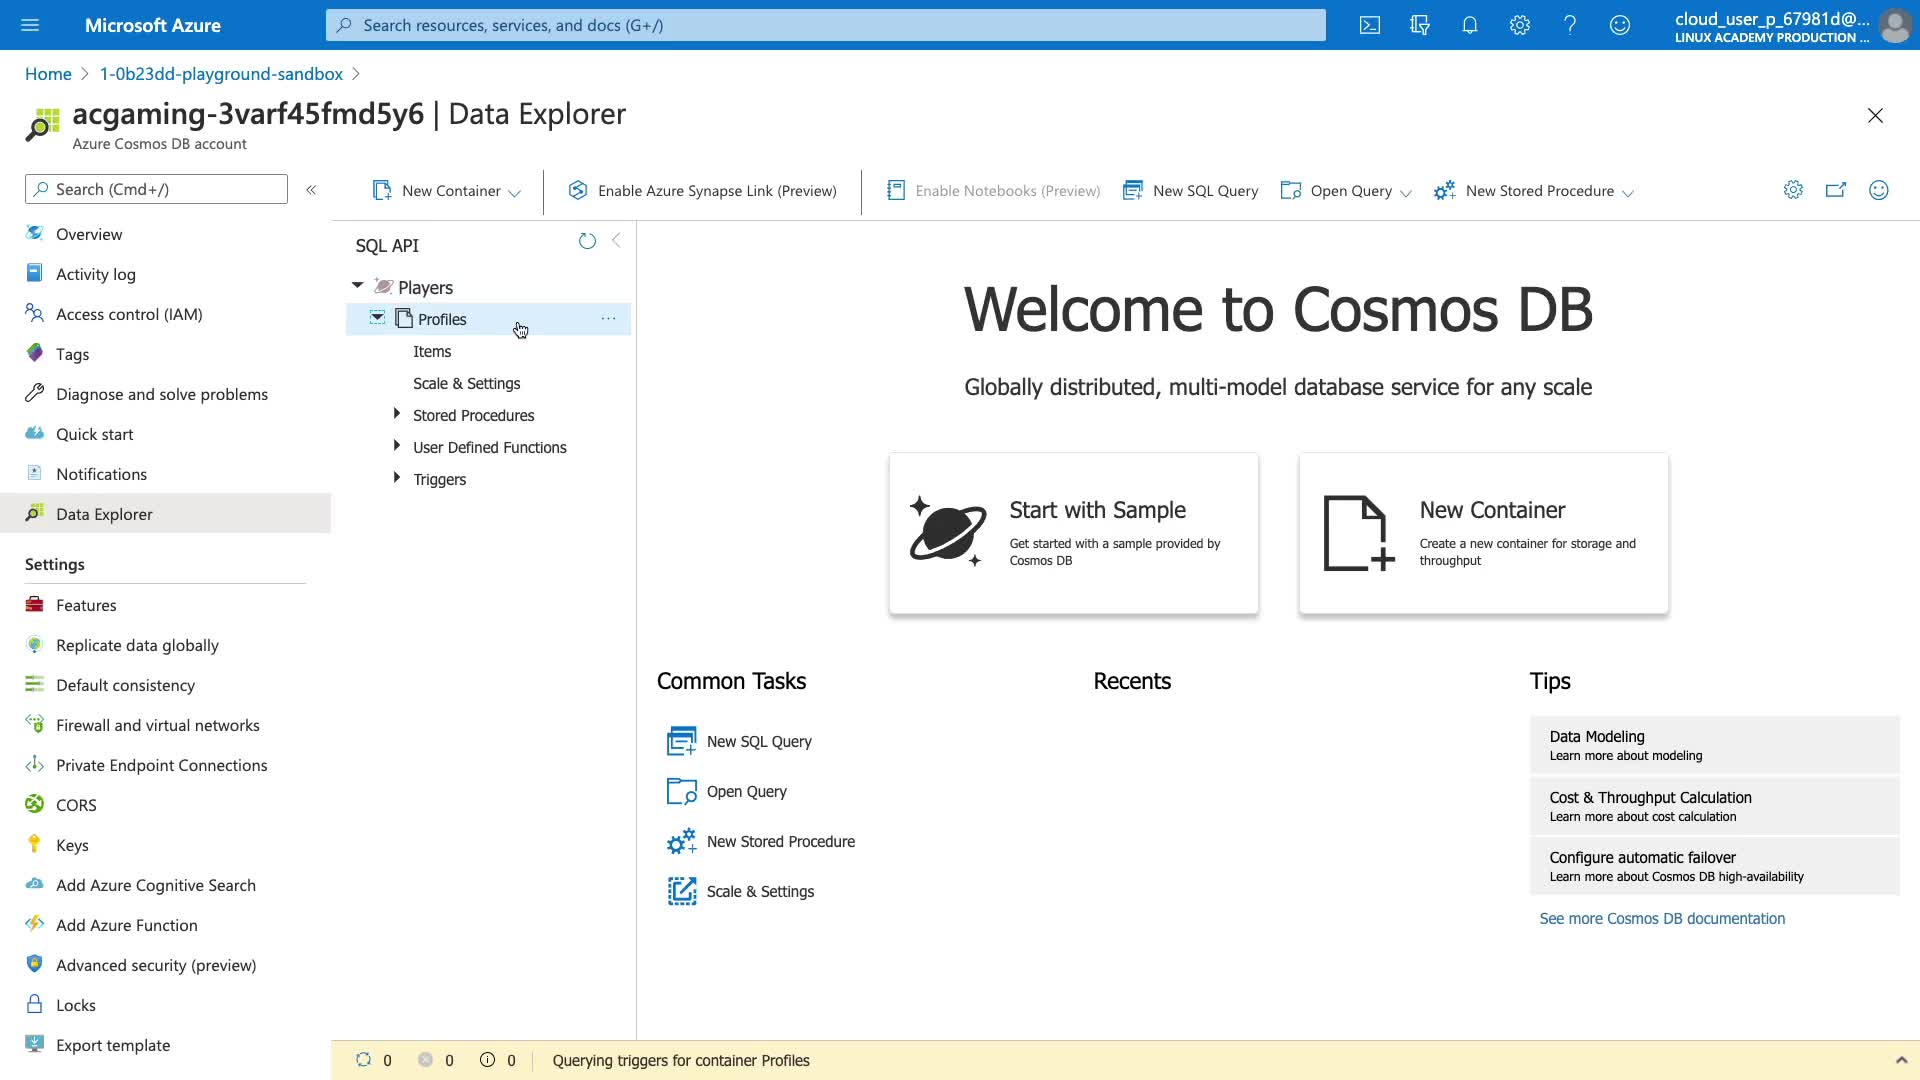 Microsoft Azure
Search resources, services, and docs (G+/)
cloud_user_p_67981d@...
LINUX ACADEMY PRODUCTION ...
Home
1-0b23dd-playground-sandbox
acgaming-3varf45fmd5y6 | Data Explorer
Azure Cosmos DB account
Search (Cmd+/)
Overview
Activity log
Access control (IAM)
Tags
Diagnose and solve problems
Quick start
Notifications
Data Explorer
Settings
Features
Replicate data globally
Default consistency
Firewall and virtual networks
Private Endpoint Connections
CORS
Keys
Add Azure Cognitive Search
Add Azure Function
Advanced security (preview)
Locks
Export template
New Container
Enable Azure Synapse Link (Preview)
Enable Notebooks (Preview)
New SQL Query
Open Query
New Stored Procedure
SQL API
Players
Profiles
...
Items
Scale & Settings
Stored Procedures
User Defined Functions
Triggers
Welcome to Cosmos DB
Globally distributed, multi-model database service for any scale
Start with Sample
Get started with a sample provided by
Cosmos DB
New Container
Create a new container for storage and
throughput
Common Tasks
New SQL Query
Open Query
New Stored Procedure
Scale & Settings
Recents
Tips
Data Modeling
Learn more about modeling
Cost & Throughput Calculation
Learn more about cost calculation
Configure automatic failover
Learn more about Cosmos DB high-availability
See more Cosmos DB documentation
0 0 0 Querying triggers for container Profiles